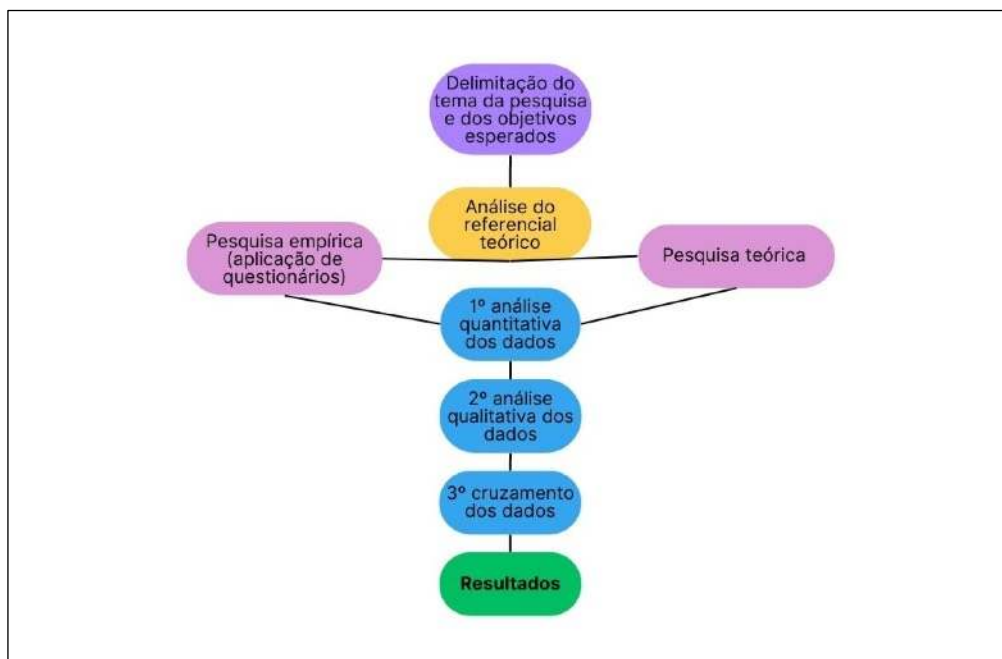 Delimitação do
tema da pesquisa
e dos objetivos
esperados
Análise do
referencial
teórico
Pesquisa empírica
(aplicação de
questionários)
Pesquisa teórica
1º análise
quantitativa
dos dados
2º análise
qualitativa dos
dados
3º cruzamento
dos dados
Resultados